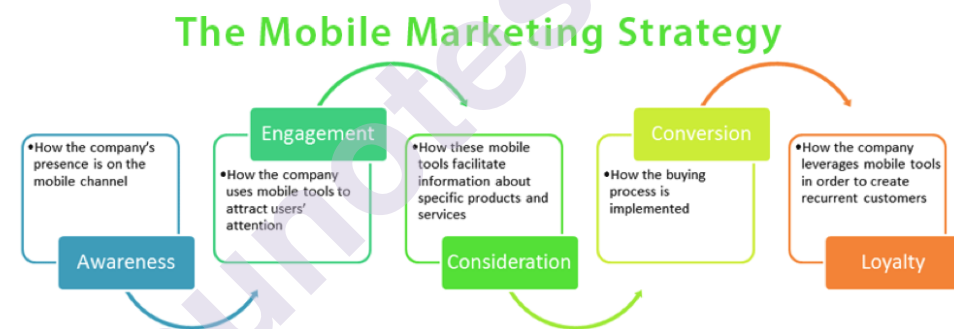 The Mobile Marketing Strategy
•How the company's
presence is on the
mobile channel
Awareness
Engagement
•How the company
uses mobile tools to
attract users'
attention
•How these mobile
tools facilitate
information about
specific products and
services
Consideration
Conversion
•How the buying
process is
implemented
•How the company
leverages mobile tools
in order to create
recurrent customers
Loyalty
unotes